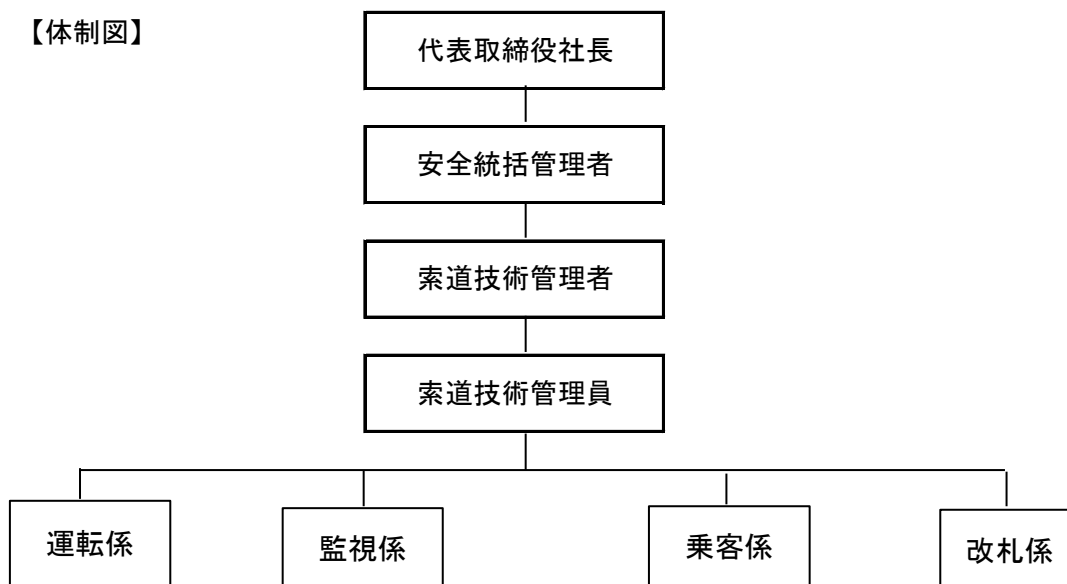 【体制図】
代表取締役社長
安全統括管理者
索道技術管理者
索道技術管理員
運転係
監視係
乗客係
改札係